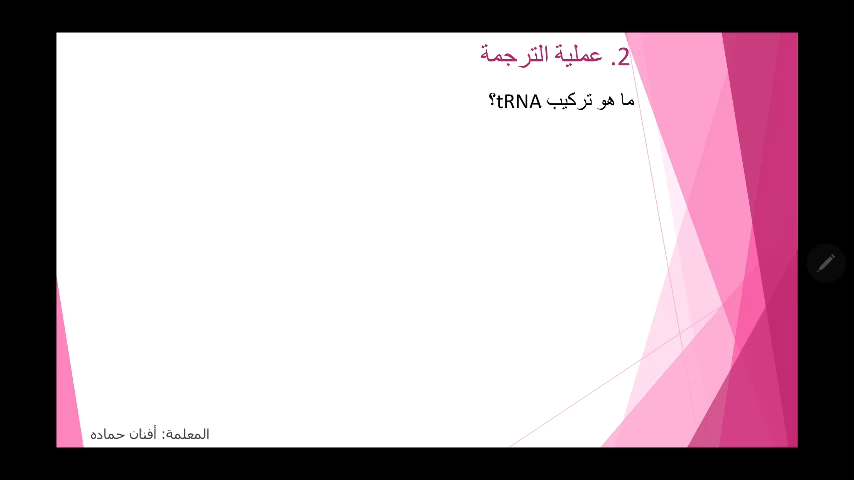 2. عملية الترجمة
ما هو تركيب tRNA؟
المعلمة: أفنان حماده